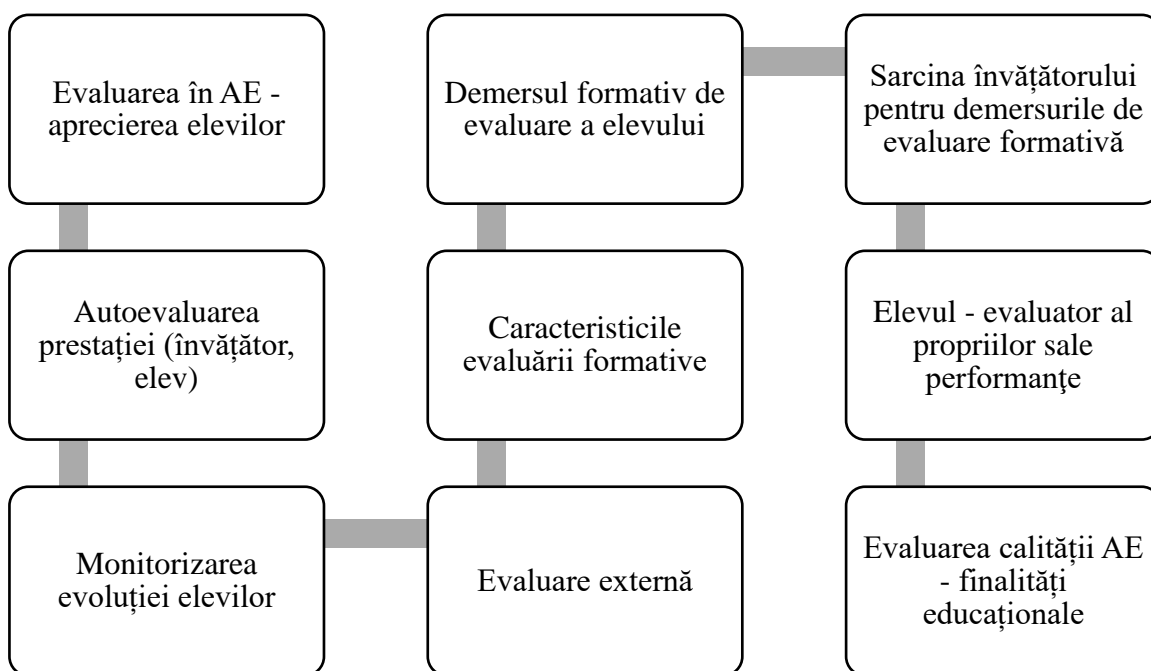 Evaluarea în AE -
aprecierea elevilor
Autoevaluarea
prestației (învățător,
elev)
Monitorizarea
evoluției elevilor
Evaluare externă
Caracteristicile
evaluării formative
Demersul formativ de
evaluare a elevului
Sarcina învățătorului
pentru demersurile de
evaluare formativă
Elevul - evaluator al
propriilor sale
performanţe
Evaluarea calității AE
- finalități
educaționale